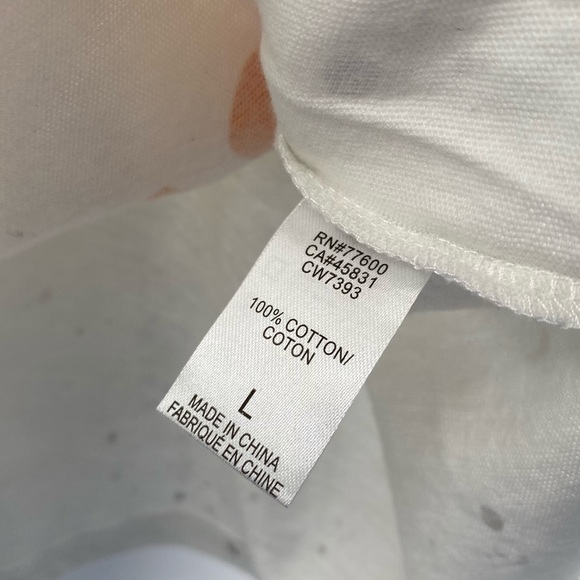 RN#77600
CA#45831
CW7393
100% COTTON/
COTON
L
MADE IN CHINA
FABRIQUÉ EN CHINE